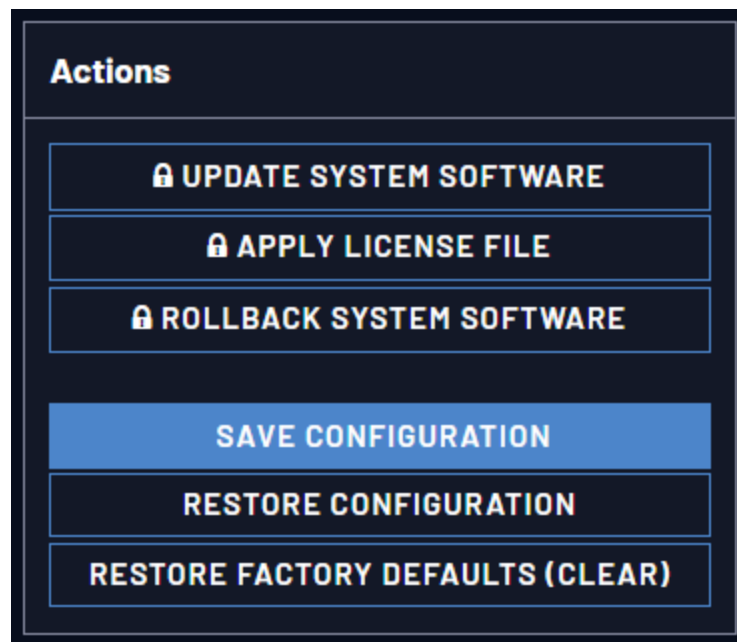 Actions
UPDATE SYSTEM SOFTWARE
APPLY LICENSE FILE
ROLLBACK SYSTEM SOFTWARE
SAVE CONFIGURATION
RESTORE CONFIGURATION
RESTORE FACTORY DEFAULTS (CLEAR)